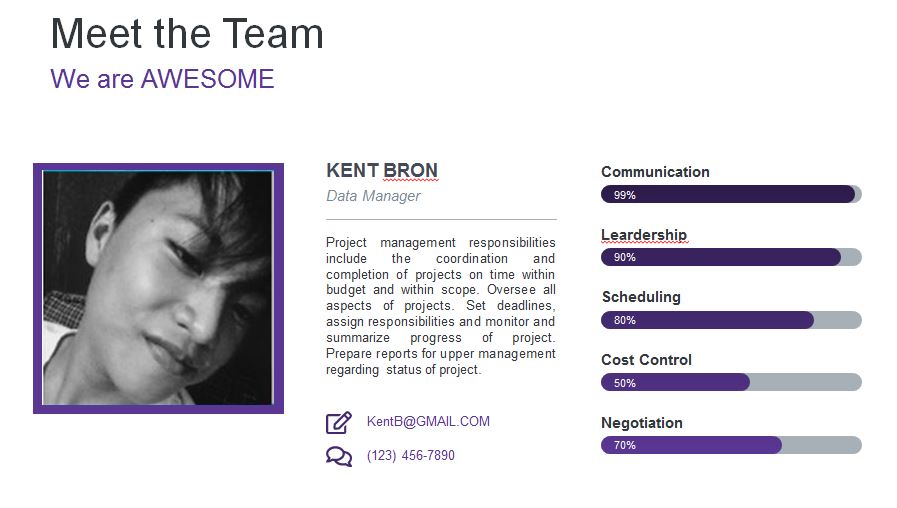 Meet the Team
We are AWESOME
KENT BRON
Data Manager
Project management responsibilities
include the coordination and
completion of projects on time within
budget and within scope. Oversee all
aspects of projects. Set deadlines,
assign responsibilities and monitor and
summarize progress of project.
Prepare reports for upper management
regarding status of project.
KentB@GMAIL.COM
(123) 456-7890
Communication
99%
Leardership
90%
Scheduling
80%
Cost Control
50%
Negotiation
70%